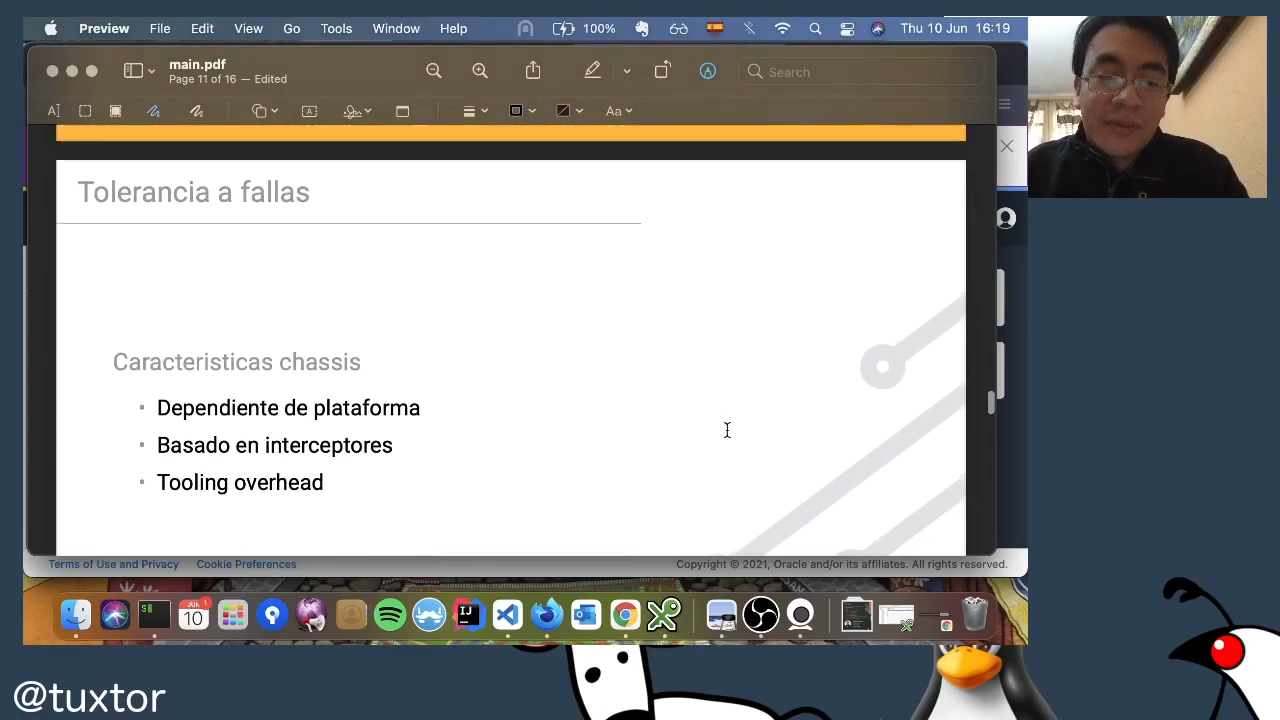 Preview File Edit View Go Tools Window Help 100% Thu 10 Jun 16:19
main.pdf
Page 11 of 16 — Edited
Search
A
Aa
Tolerancia a fallas
Caracteristicas chassis
• Dependiente de plataforma
• Basado en interceptores
• Tooling overhead
Terms of Use and Privacy Cookie Preferences Copyright © 2021, Oracle and/or its affiliates. All rights reserved.
JUN
10
@tuxtor